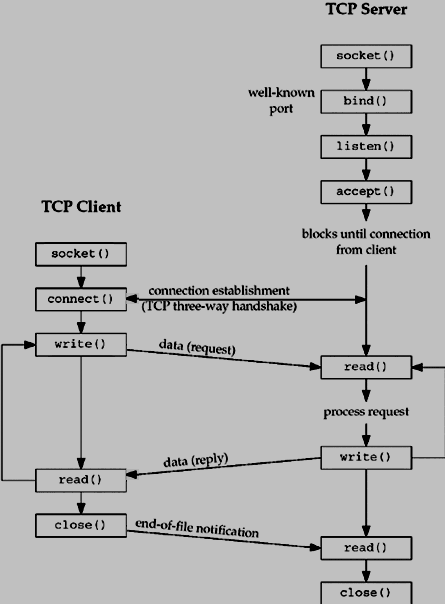 TCP Server
socket()
well-known
port
bind()
listen()
accept()
blocks until connection
from client
TCP Client
socket()
connect()
connection establishment
(TCP three-way handshake)
write()
data (request)
read()
process request
write()
data (reply)
read()
close()
end-of-file notification
read()
close()